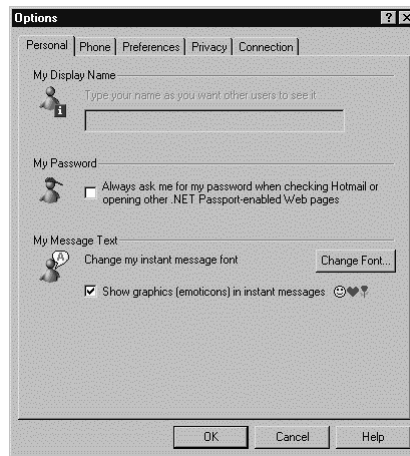 Options
Personal Phone Preferences Privacy Connection
My Display Name
Type your name as you want other users to see it
My Password
Always ask me for my password when checking Hotmail or
opening other .NET Passport-enabled Web pages
My Message Text
Change my instant message font
Change Font...
Show graphics (emoticons) in instant messages
OK Cancel Help